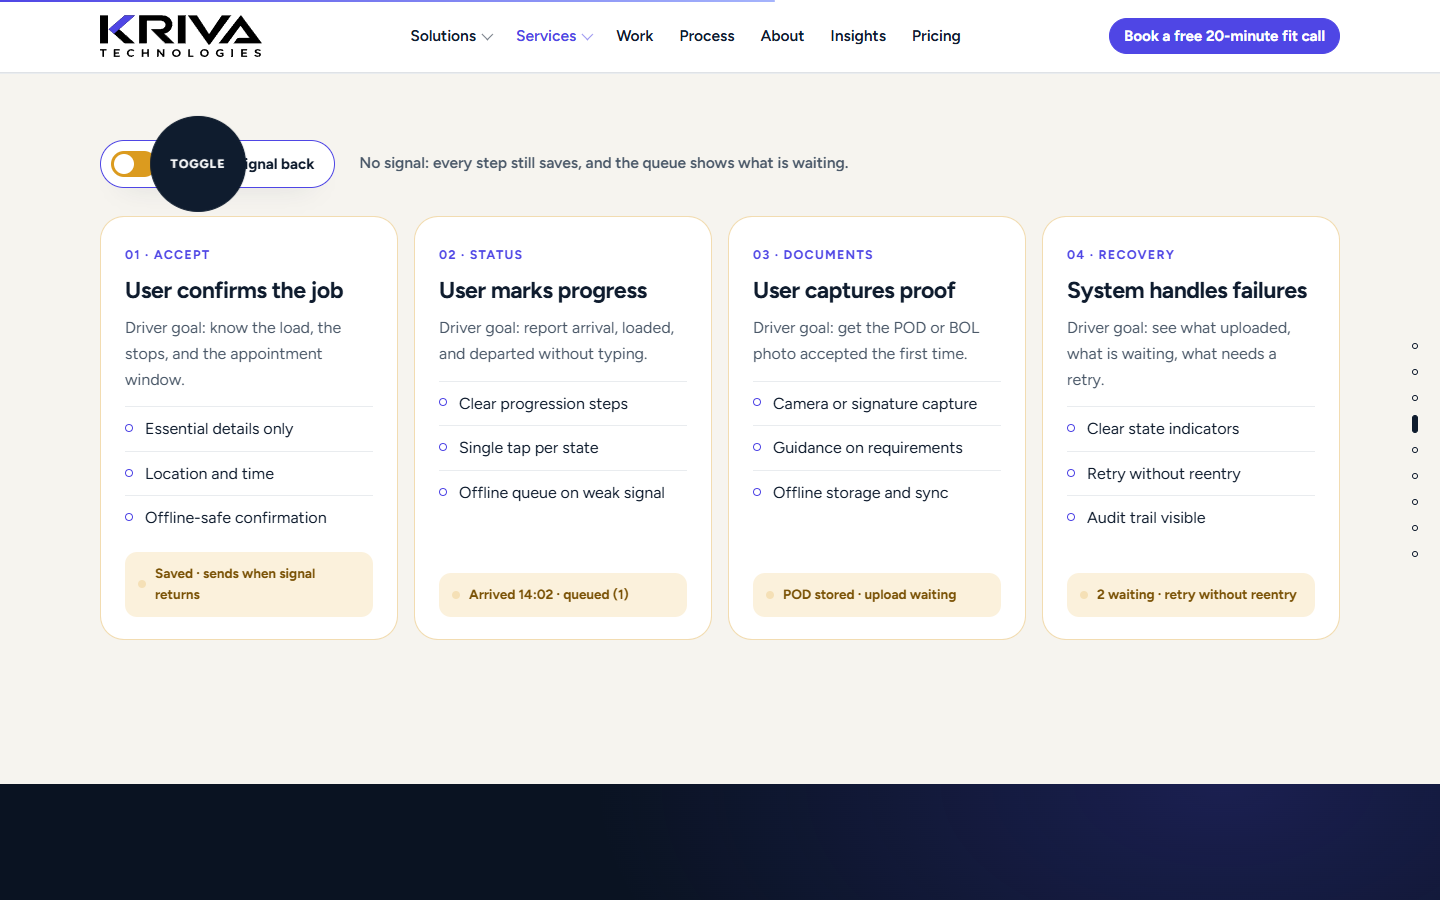 KRIVA
TECHNOLOGIES
Solutions
Services
Work
Process
About
Insights
Pricing
Book a free 20-minute fit call
TOGGLE
ignal back
No signal: every step still saves, and the queue shows what is waiting.
01 · ACCEPT
User confirms the job
Driver goal: know the load, the
stops, and the appointment
window.
Essential details only
Location and time
Offline-safe confirmation
Saved · sends when signal
returns
02 · STATUS
User marks progress
Driver goal: report arrival, loaded,
and departed without typing.
Clear progression steps
Single tap per state
Offline queue on weak signal
Arrived 14:02 · queued (1)
03 · DOCUMENTS
User captures proof
Driver goal: get the POD or BOL
photo accepted the first time.
Camera or signature capture
Guidance on requirements
Offline storage and sync
POD stored · upload waiting
04 · RECOVERY
System handles failures
Driver goal: see what uploaded,
what is waiting, what needs a
retry.
Clear state indicators
Retry without reentry
Audit trail visible
2 waiting · retry without reentry